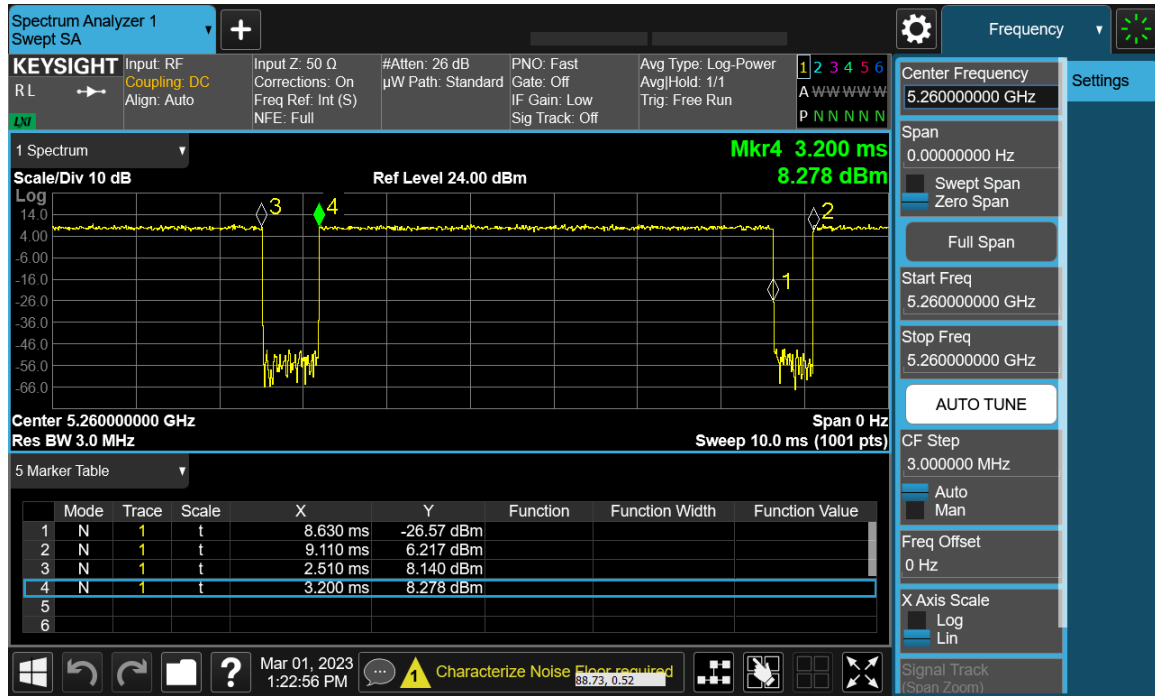 Spectrum Analyzer 1
Swept SA
Frequency
KEYSIGHT
R L
LXI
Input: RF
Coupling: DC
Align: Auto
Input Z: 50 Ω
Corrections: On
Freq Ref: Int (S)
NFE: Full
#Atten: 26 dB
µW Path: Standard
PNO: Fast
Gate: Off
IF Gain: Low
Sig Track: Off
Avg Type: Log-Power
Avg|Hold: 1/1
Trig: Free Run
1 2 3 4 5 6
A W W W W W W
P N N N N N
Center Frequency
5.260000000 GHz
Settings
Span
0.00000000 Hz
Swept Span
Zero Span
Full Span
Start Freq
5.260000000 GHz
Stop Freq
5.260000000 GHz
AUTO TUNE
CF Step
3.000000 MHz
Auto
Man
Freq Offset
0 Hz
X Axis Scale
Log
Lin
Signal Track
(Span Zoom)
1 Spectrum
Mkr4 3.200 ms
8.278 dBm
Scale/Div 10 dB
Ref Level 24.00 dBm
Log
14.0
4.00
-6.00
-16.0
-26.0
-36.0
-46.0
-56.0
-66.0
3
4
2
1
Center 5.260000000 GHz
Span 0 Hz
Res BW 3.0 MHz
Sweep 10.0 ms (1001 pts)
5 Marker Table
Mode Trace Scale X Y Function Function Width Function Value
1 N 1 t 8.630 ms -26.57 dBm
2 N 1 t 9.110 ms 6.217 dBm
3 N 1 t 2.510 ms 8.140 dBm
4 N 1 t 3.200 ms 8.278 dBm
5
6
?
Mar 01, 2023
1:22:56 PM
1
Characterize Noise Floor required
88.73, 0.52